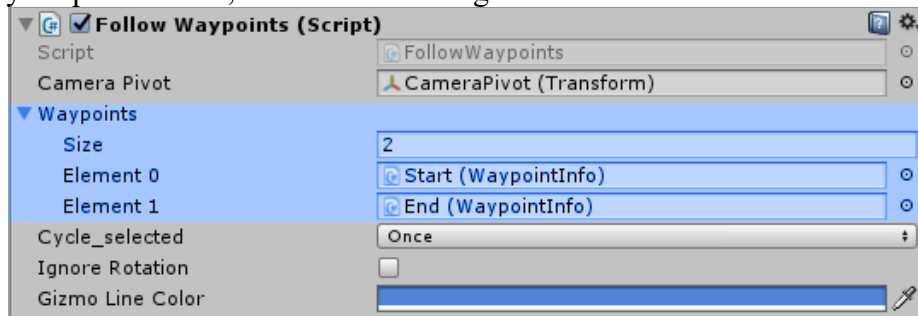 Follow Waypoints (Script)
Script FollowWaypoints
Camera Pivot CameraPivot (Transform)
Waypoints
Size 2
Element 0 Start (WaypointInfo)
Element 1 End (WaypointInfo)
Cycle_selected Once
Ignore Rotation
Gizmo Line Color